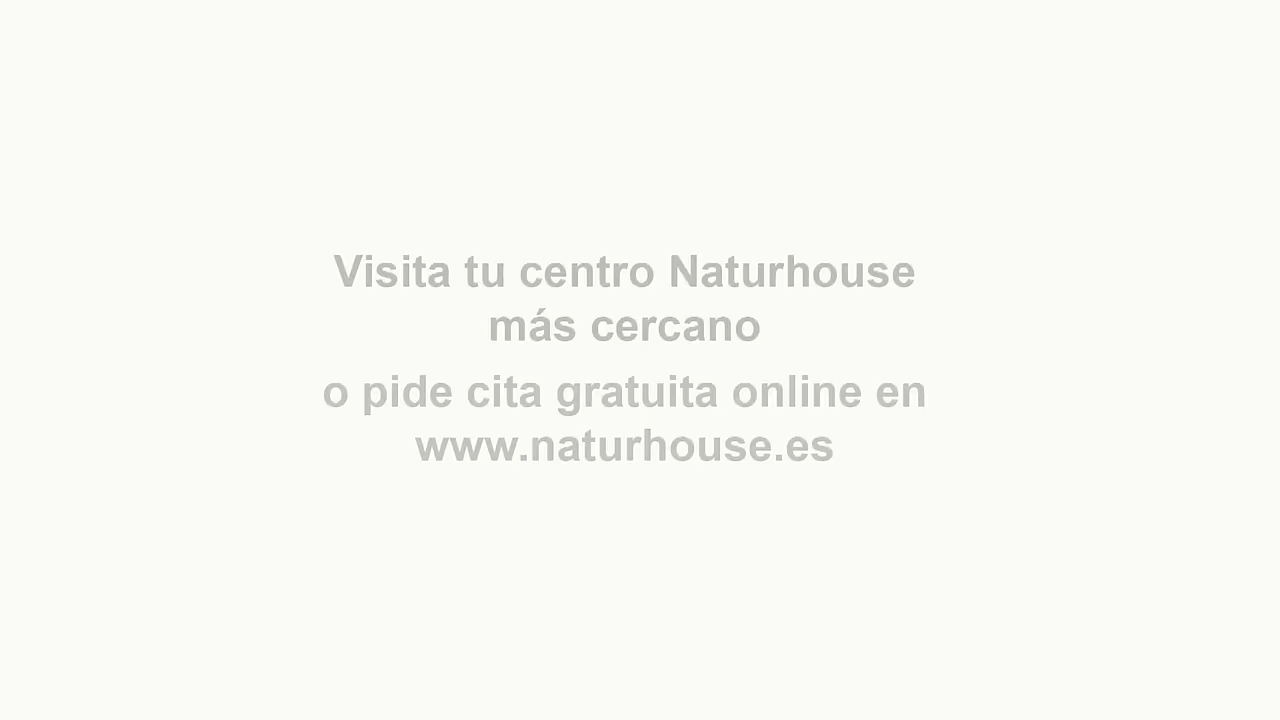 Visita tu centro Naturhouse
más cercano
o pide cita gratuita online en
www.naturhouse.es